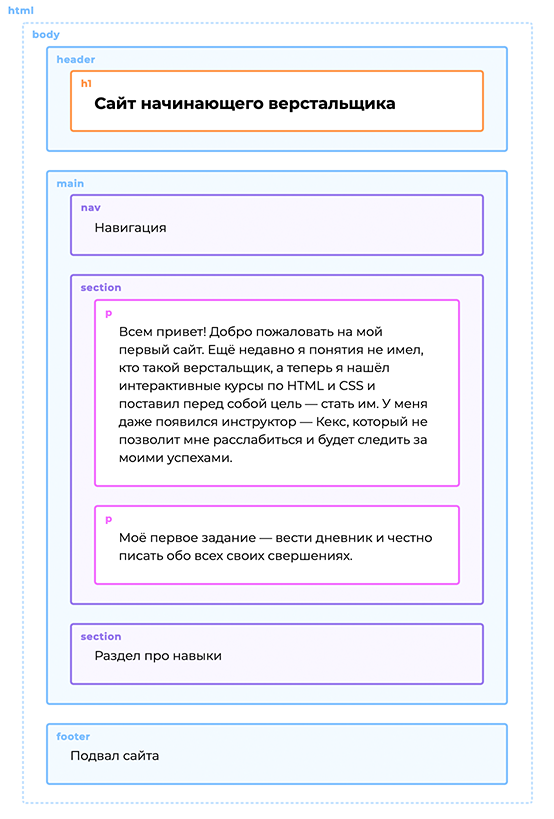 html
body
header
h1
Сайт начинающего верстальщика
main
nav
Навигация
section
p
Всем привет! Добро пожаловать на мой
первый сайт. Ещё недавно я понятия не имел,
кто такой верстальщик, а теперь я нашёл
интерактивные курсы по HTML и CSS и
поставил перед собой цель — стать им. У меня
даже появился инструктор — Кекс, который не
позволит мне расслабиться и будет следить за
моими успехами.
p
Моё первое задание — вести дневник и честно
писать обо всех своих свершениях.
section
Раздел про навыки
footer
Подвал сайта